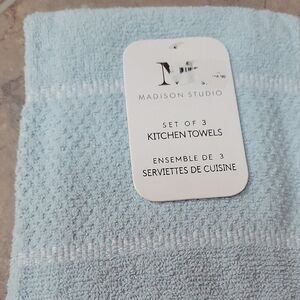 M
MADISON STUDIO
SET OF 3
KITCHEN TOWELS
ENSEMBLE DE 3
SERVIETTES DE CUISINE